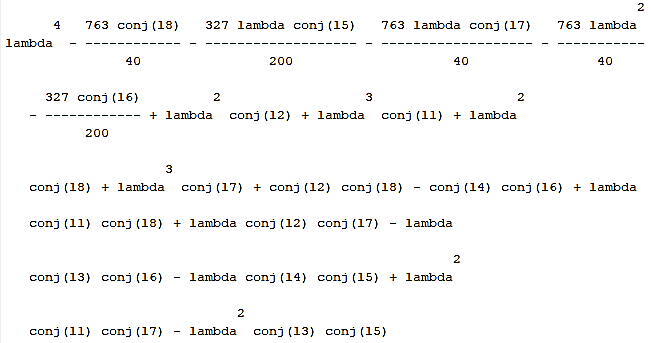 2
      4   763 conj(18)   327 lambda conj(15)   763 lambda conj(17)   763 lambda
lambda  - ------------ - ------------------- - ------------------- - -----------
               40                200                   40                 40
     327 conj(16)         2                   3                  2
   - ------------ + lambda  conj(12) + lambda  conj(11) + lambda
          200
                    3
   conj(18) + lambda  conj(17) + conj(12) conj(18) - conj(14) conj(16) + lambda
   conj(11) conj(18) + lambda conj(12) conj(17) - lambda
                                                         2
   conj(13) conj(16) - lambda conj(14) conj(15) + lambda
                             2
   conj(11) conj(17) - lambda  conj(13) conj(15)